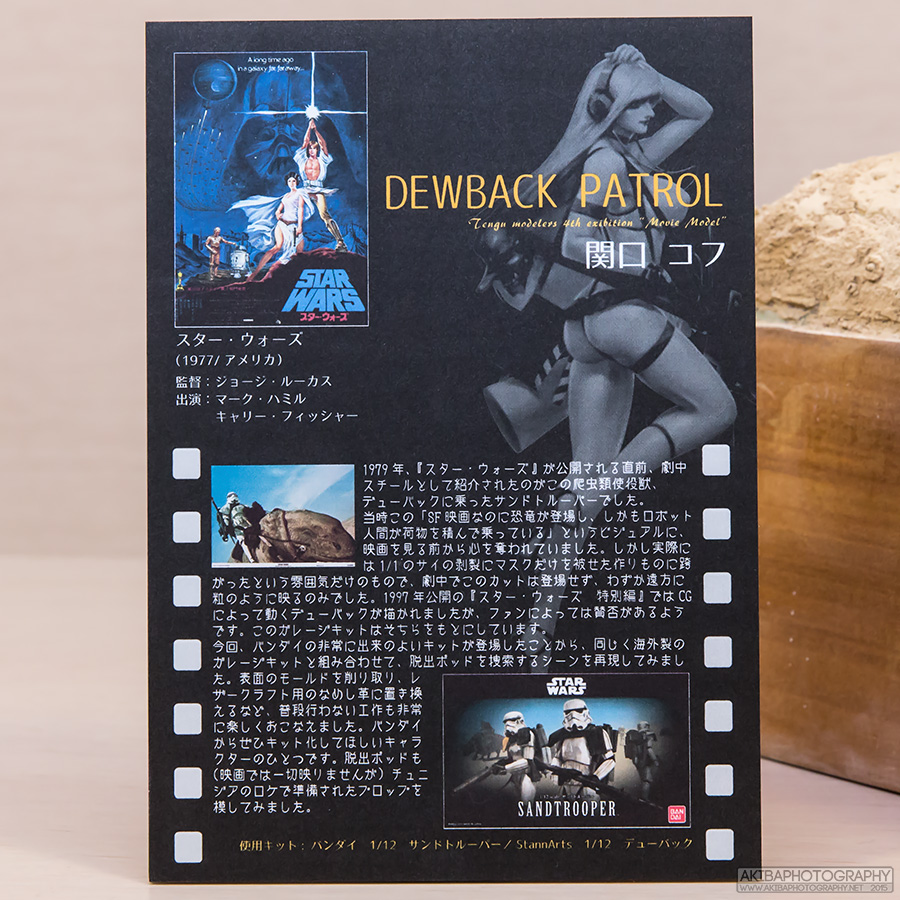 A long time ago
in a galaxy far far away...
STAR
WARS
スター・ウォーズ
DEWBACK PATROL
Tengu modelers 4th exibition "Movie Model"
関口 コフ
スター・ウォーズ
(1977/アメリカ)
監督:ジョージ・ルーカス
出演:マーク・ハミル
キャリー・フィッシャー
1979年、『スター・ウォーズ』が公開される直前、劇中
スチールとして紹介されたのがこの爬虫類使役獣、
デューバックに乗ったサンドトルーパーでした。
当時この「SF映画なのに恐竜が登場し、しかもロボット
人間が荷物を積んで乗っている」というビジュアルに、
映画を見る前から心を奪われていました。しかし実際に
は1/1のサイの剥製にマスクだけを被せた作りものに跨
がったという雰囲気だけのもので、劇中でこのカットは登場せず、わずか遠方に
粒のように映るのみでした。1997年公開の『スター・ウォーズ 特別編』ではCG
によって動くデューバックが描かれましたが、ファンによっては賛否があるよう
です。このガレージキットはそちらをもとにしています。
今回、バンダイの非常に出来のよいキットが登場したことから、同じく海外製の
ガレージキットと組み合わせて、脱出ポッドを捜索するシーンを再現してみまし
た。表面のモールドを削り取り、レ
ザークラフト用のなめし革に置き換
えるなど、普段行わない工作も非常
に楽しくおこなえました。バンダイ
からぜひキット化してほしいキャラ
クターのひとつです。脱出ポッドも
(映画では一切映りませんが)チュニ
ジアのロケで準備されたプロップを
模してみました。
STAR
WARS
SANDTROOPER
BAN
DAI
使用キット:バンダイ 1/12 サンドトルーパー/StannArts 1/12 デューバック
AKIBAPHOTOGRAPHY
WWW.AKIBAPHOTOGRAPHY.NET 2015